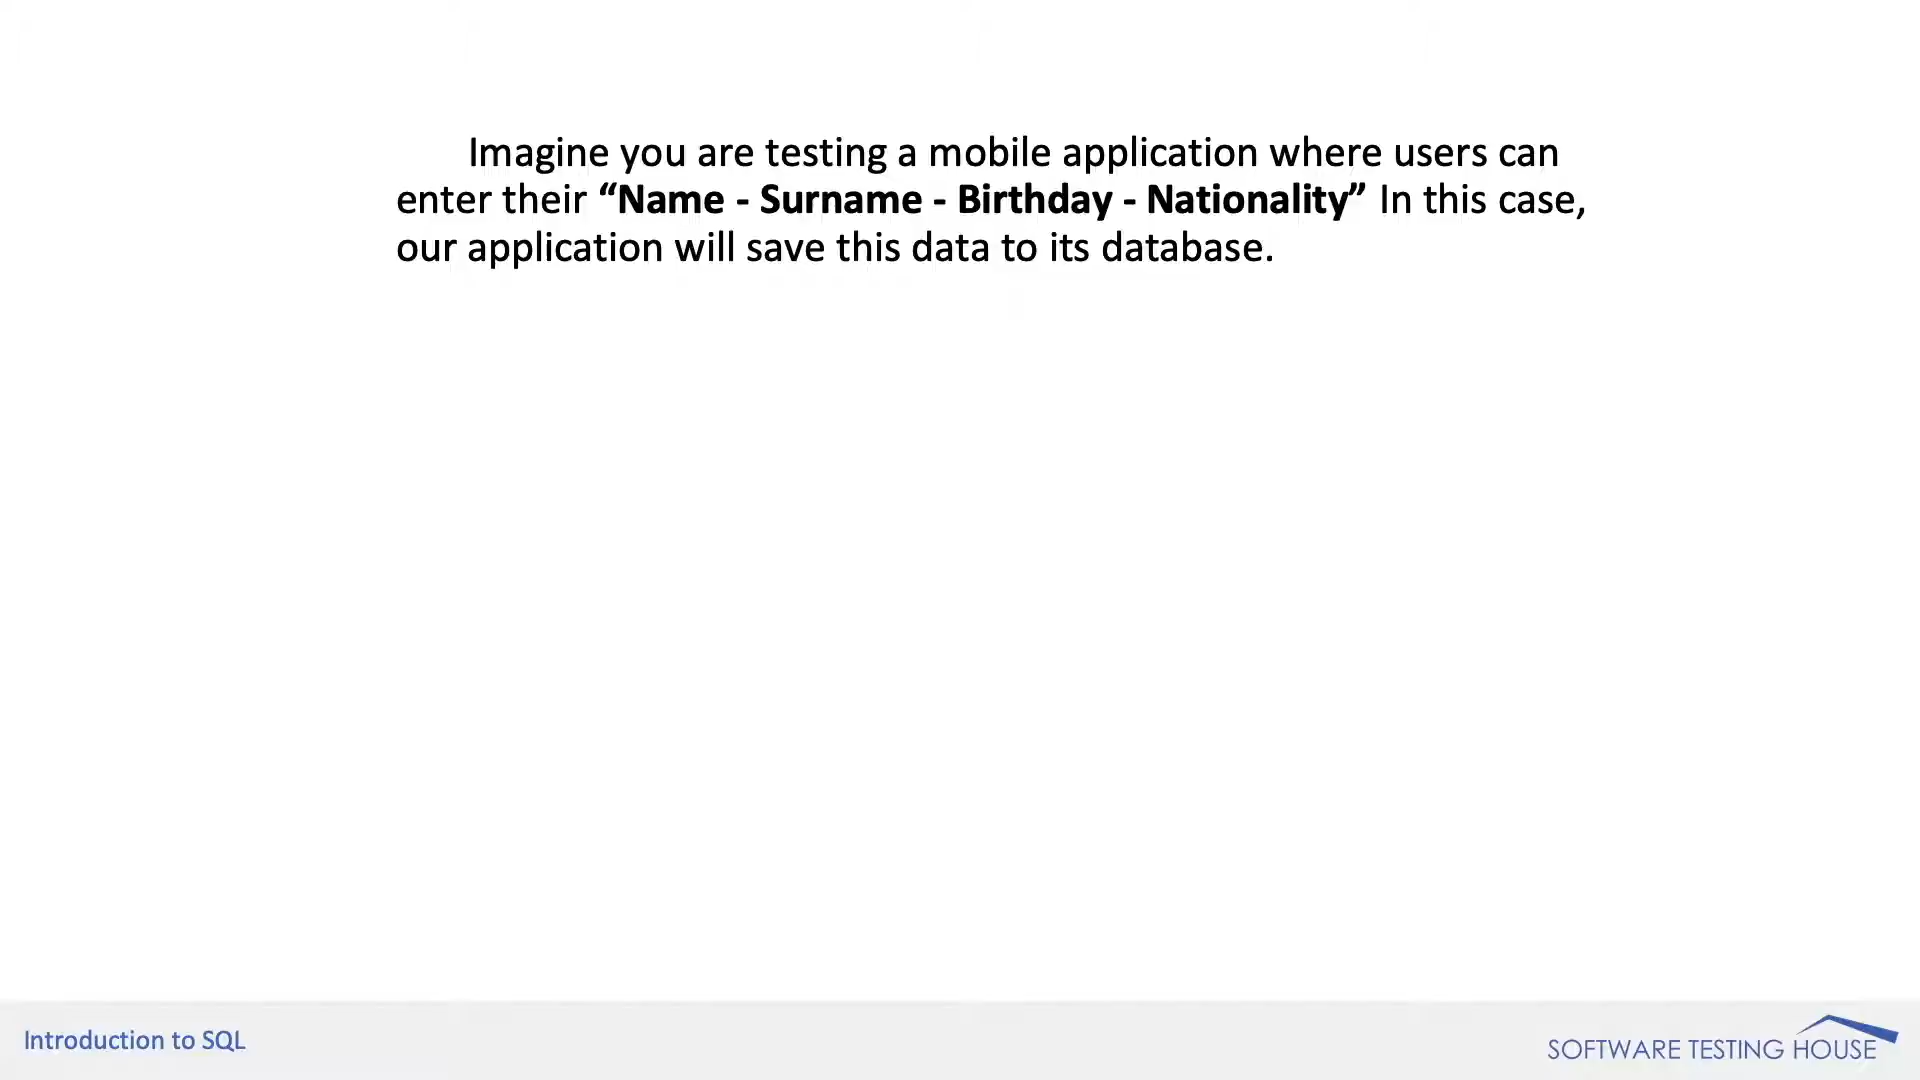 Imagine you are testing a mobile application where users can
enter their “Name - Surname - Birthday - Nationality” In this case,
our application will save this data to its database.
Introduction to SQL
SOFTWARE TESTING HOUSE